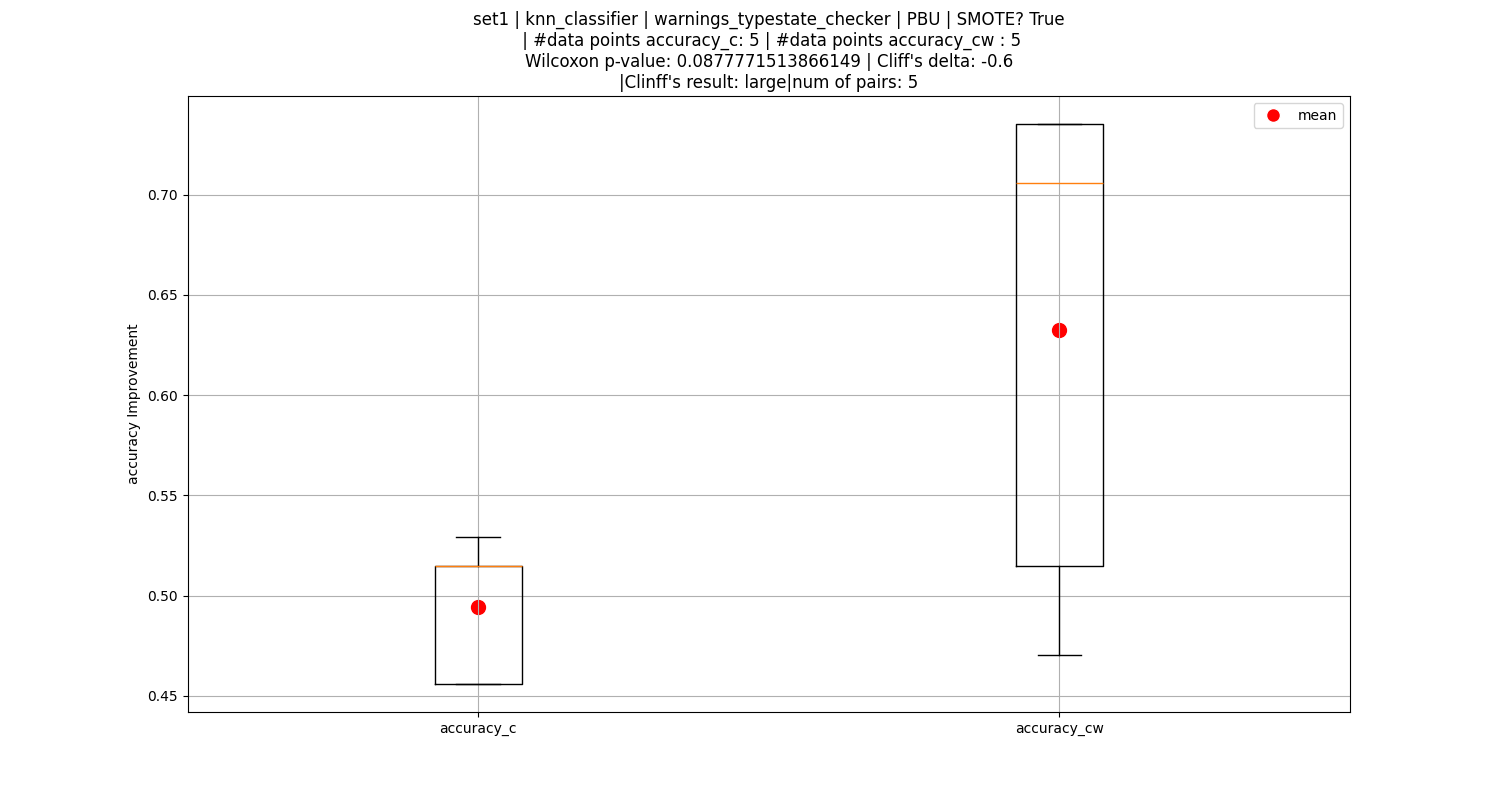 set1 | knn_classifier | warnings_typestate_checker | PBU | SMOTE? True
| #data points accuracy_c: 5 | #data points accuracy_cw : 5
Wilcoxon p-value: 0.0877771513866149 | Cliff's delta: -0.6
|Clinff's result: large|num of pairs: 5
mean
accuracy Improvement
0.70
0.65
0.60
0.55
0.50
0.45
accuracy_c
accuracy_cw